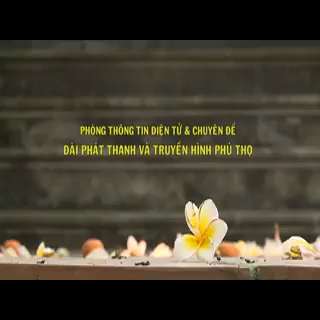 PHÒNG THÔNG TIN ĐIỆN TỬ & CHUYÊN ĐỀ
ĐÀI PHÁT THANH VÀ TRUYỀN HÌNH PHÚ THỌ